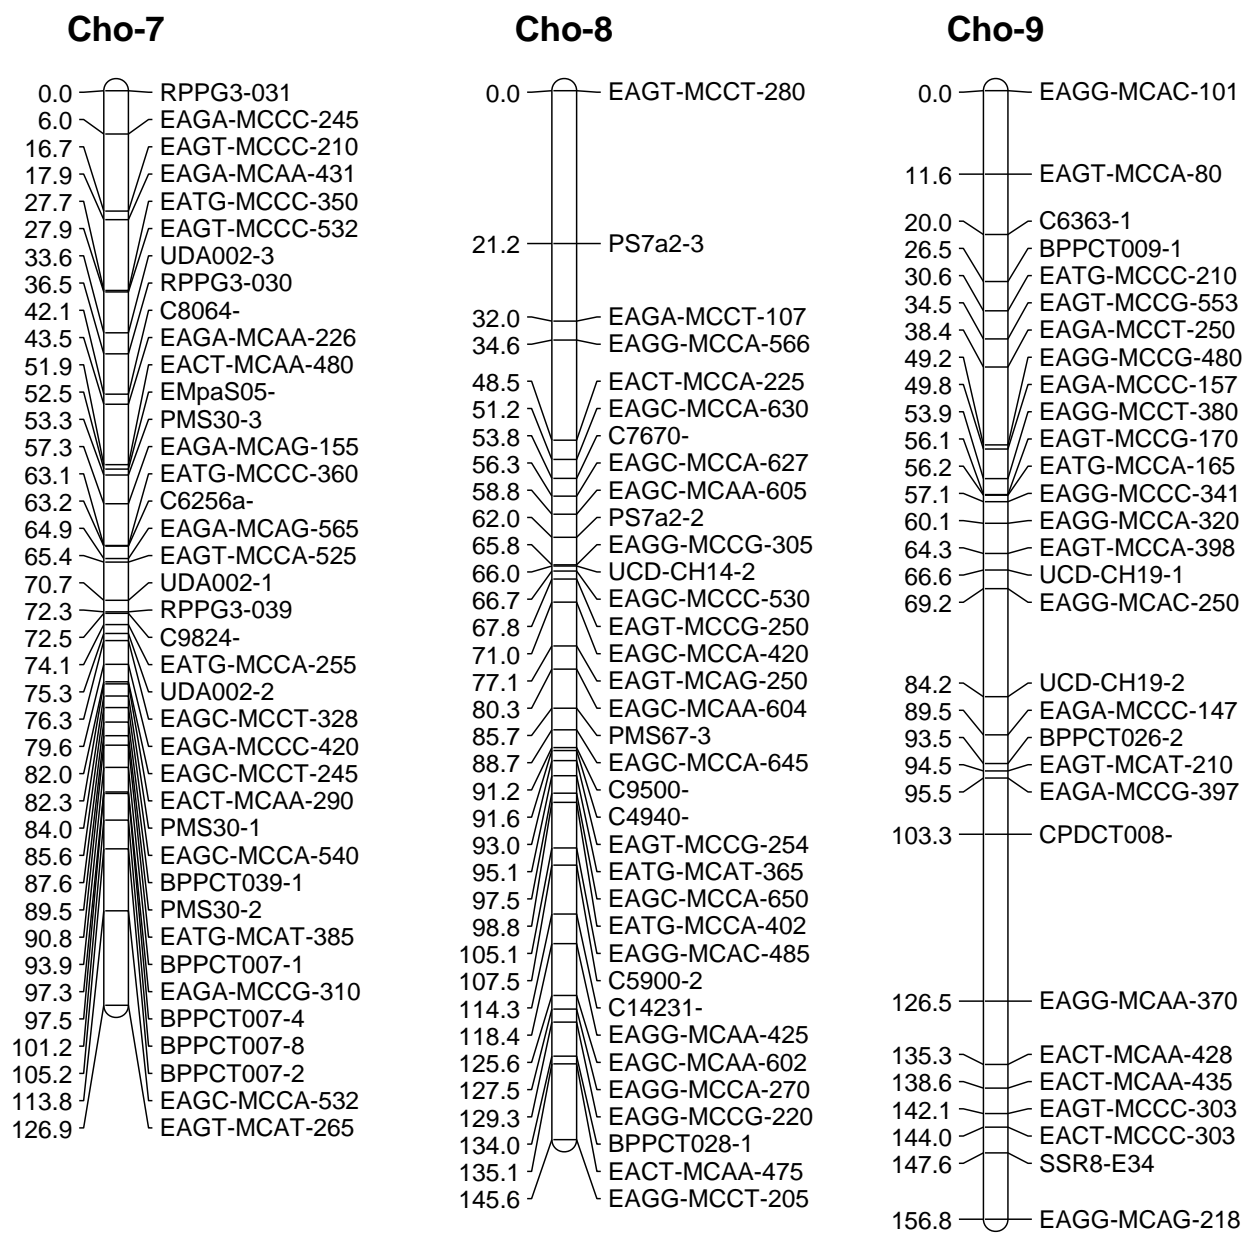 Cho-7
0.0 RPPG3-031
6.0 EAGA-MCCC-245
16.7 EAGT-MCCC-210
17.9 EAGA-MCAA-431
27.7 EATG-MCCC-350
27.9 EAGT-MCCC-532
33.6 UDA002-3
36.5 RPPG3-030
42.1 C8064-
43.5 EAGA-MCAA-226
51.9 EACT-MCAA-480
52.5 EMpaS05-
53.3 PMS30-3
57.3 EAGA-MCAG-155
63.1 EATG-MCCC-360
63.2 C6256a-
64.9 EAGA-MCAG-565
65.4 EAGT-MCCA-525
70.7 UDA002-1
72.3 RPPG3-039
72.5 C9824-
74.1 EATG-MCCA-255
75.3 UDA002-2
76.3 EAGC-MCCT-328
79.6 EAGA-MCCC-420
82.0 EAGC-MCCT-245
82.3 EACT-MCAA-290
84.0 PMS30-1
85.6 EAGC-MCCA-540
87.6 BPPCT039-1
89.5 PMS30-2
90.8 EATG-MCAT-385
93.9 BPPCT007-1
97.3 EAGA-MCCG-310
97.5 BPPCT007-4
101.2 BPPCT007-8
105.2 BPPCT007-2
113.8 EAGC-MCCA-532
126.9 EAGT-MCAT-265
Cho-8
0.0 EAGT-MCCT-280
21.2 PS7a2-3
32.0 EAGA-MCCT-107
34.6 EAGG-MCCA-566
48.5 EACT-MCCA-225
51.2 EAGC-MCCA-630
53.8 C7670-
56.3 EAGC-MCCA-627
58.8 EAGC-MCAA-605
62.0 PS7a2-2
65.8 EAGG-MCCG-305
66.0 UCD-CH14-2
66.7 EAGC-MCCC-530
67.8 EAGT-MCCG-250
71.0 EAGC-MCCA-420
77.1 EAGT-MCAG-250
80.3 EAGC-MCAA-604
85.7 PMS67-3
88.7 EAGC-MCCA-645
91.2 C9500-
91.6 C4940-
93.0 EAGT-MCCG-254
95.1 EATG-MCAT-365
97.5 EAGC-MCCA-650
98.8 EATG-MCCA-402
105.1 EAGG-MCAC-485
107.5 C5900-2
114.3 C14231-
118.4 EAGG-MCAA-425
125.6 EAGC-MCAA-602
127.5 EAGG-MCCA-270
129.3 EAGG-MCCG-220
134.0 BPPCT028-1
135.1 EACT-MCAA-475
145.6 EAGG-MCCT-205
Cho-9
0.0 EAGG-MCAC-101
11.6 EAGT-MCCA-80
20.0 C6363-1
26.5 BPPCT009-1
30.6 EATG-MCCC-210
34.5 EAGT-MCCG-553
38.4 EAGA-MCCT-250
49.2 EAGG-MCCG-480
49.8 EAGA-MCCC-157
53.9 EAGG-MCCT-380
56.1 EAGT-MCCG-170
56.2 EATG-MCCA-165
57.1 EAGG-MCCC-341
60.1 EAGG-MCCA-320
64.3 EAGT-MCCA-398
66.6 UCD-CH19-1
69.2 EAGG-MCAC-250
84.2 UCD-CH19-2
89.5 EAGA-MCCC-147
93.5 BPPCT026-2
94.5 EAGT-MCAT-210
95.5 EAGA-MCCG-397
103.3 CPDCT008-
126.5 EAGG-MCAA-370
135.3 EACT-MCAA-428
138.6 EACT-MCAA-435
142.1 EAGT-MCCC-303
144.0 EACT-MCCC-303
147.6 SSR8-E34
156.8 EAGG-MCAG-218